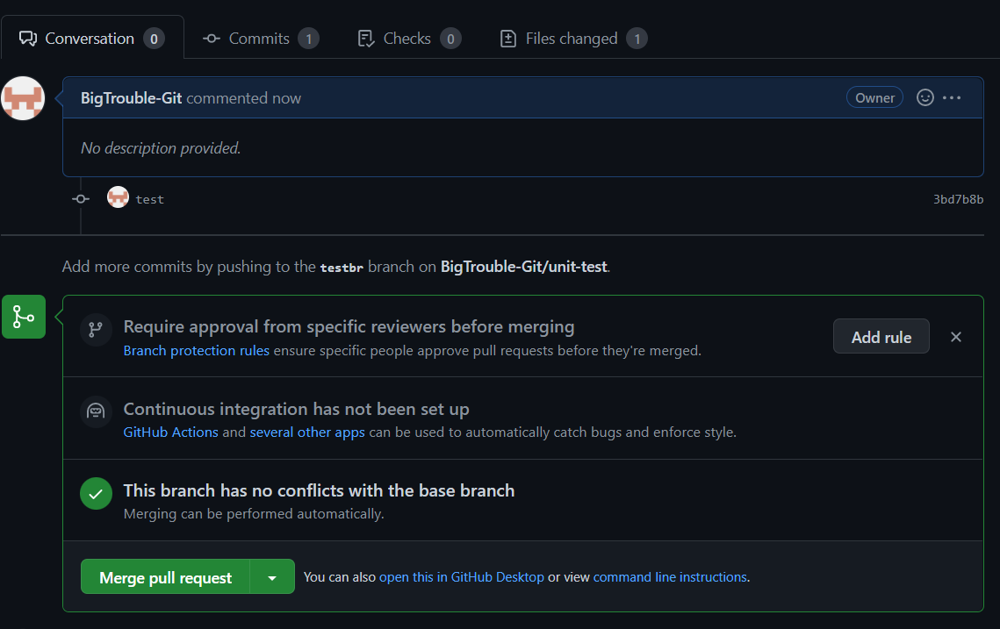 Conversation 0 Commits 1 Checks 0 Files changed 1
BigTrouble-Git commented now Owner
No description provided.
test 3bd7b8b
Add more commits by pushing to the testbr branch on BigTrouble-Git/unit-test.
Require approval from specific reviewers before merging
Branch protection rules ensure specific people approve pull requests before they're merged.
Add rule
Continuous integration has not been set up
GitHub Actions and several other apps can be used to automatically catch bugs and enforce style.
This branch has no conflicts with the base branch
Merging can be performed automatically.
Merge pull request You can also open this in GitHub Desktop or view command line instructions.